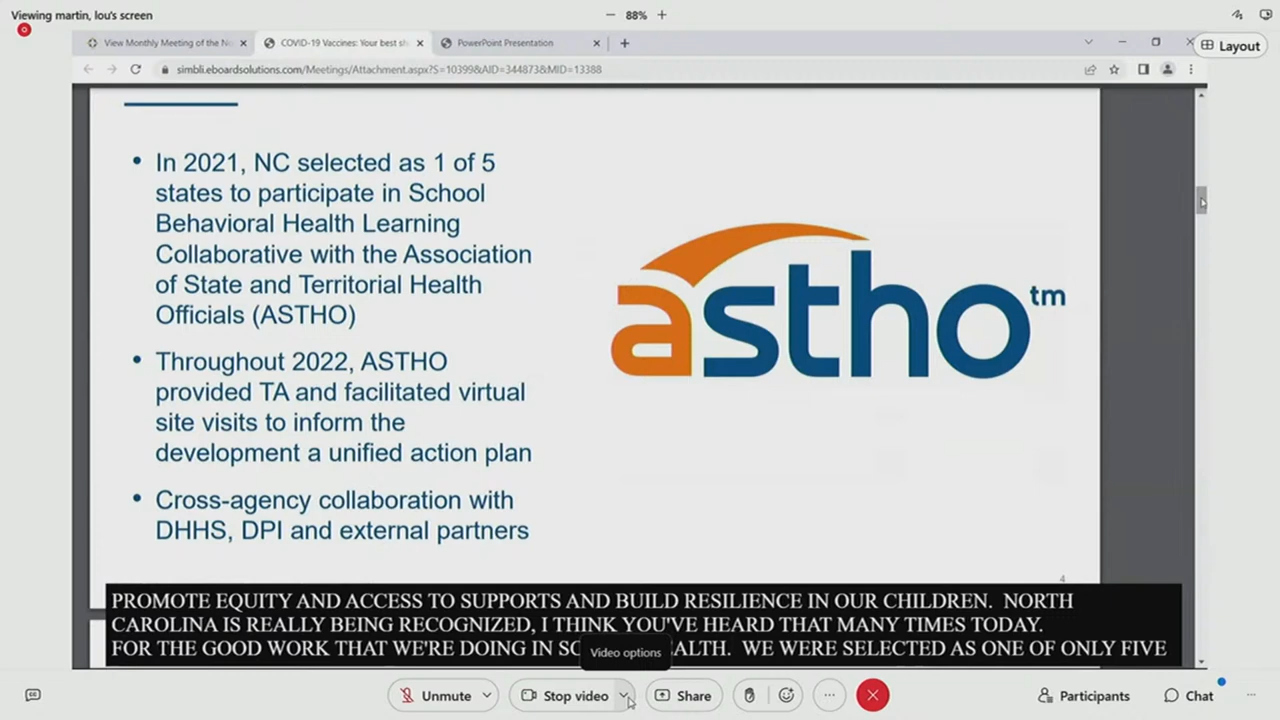 Viewing martin, lou's screen
88%
Layout
View Monthly Meeting of the No
COVID-19 Vaccines: Your best sh
PowerPoint Presentation
simbli.eboardsolutions.com/Meetings/Attachment.aspx?S=10399&AID=344873&MID=13388
• In 2021, NC selected as 1 of 5
states to participate in School
Behavioral Health Learning
Collaborative with the Association
of State and Territorial Health
Officials (ASTHO)
• Throughout 2022, ASTHO
provided TA and facilitated virtual
site visits to inform the
development a unified action plan
• Cross-agency collaboration with
DHHS, DPI and external partners
astho tm
4
PROMOTE EQUITY AND ACCESS TO SUPPORTS AND BUILD RESILIENCE IN OUR CHILDREN. NORTH
CAROLINA IS REALLY BEING RECOGNIZED, I THINK YOU'VE HEARD THAT MANY TIMES TODAY.
FOR THE GOOD WORK THAT WE'RE DOING IN SC EALTH. WE WERE SELECTED AS ONE OF ONLY FIVE
Video options
Unmute
Stop video
Share
Participants
Chat